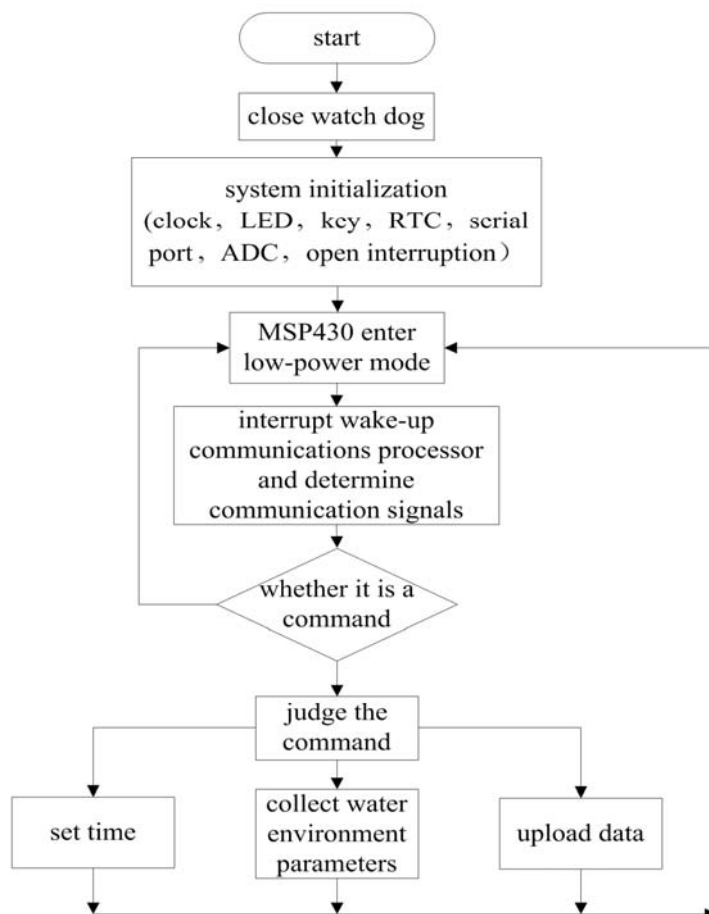 start
close watch dog
system initialization
(clock，LED，key，RTC，serial
port，ADC，open interruption）
MSP430 enter
low-power mode
interrupt wake-up
communications processor
and determine
communication signals
whether it is a
command
judge the
command
set time
collect water
environment
parameters
upload data